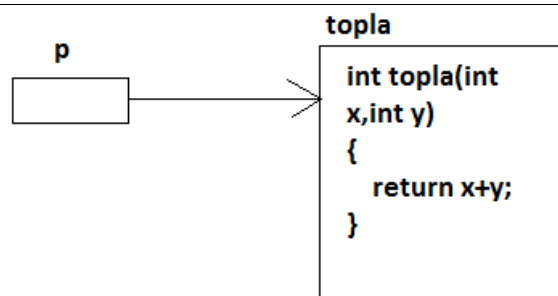 topla
p
int topla(int
x,int y)
{
return x+y;
}